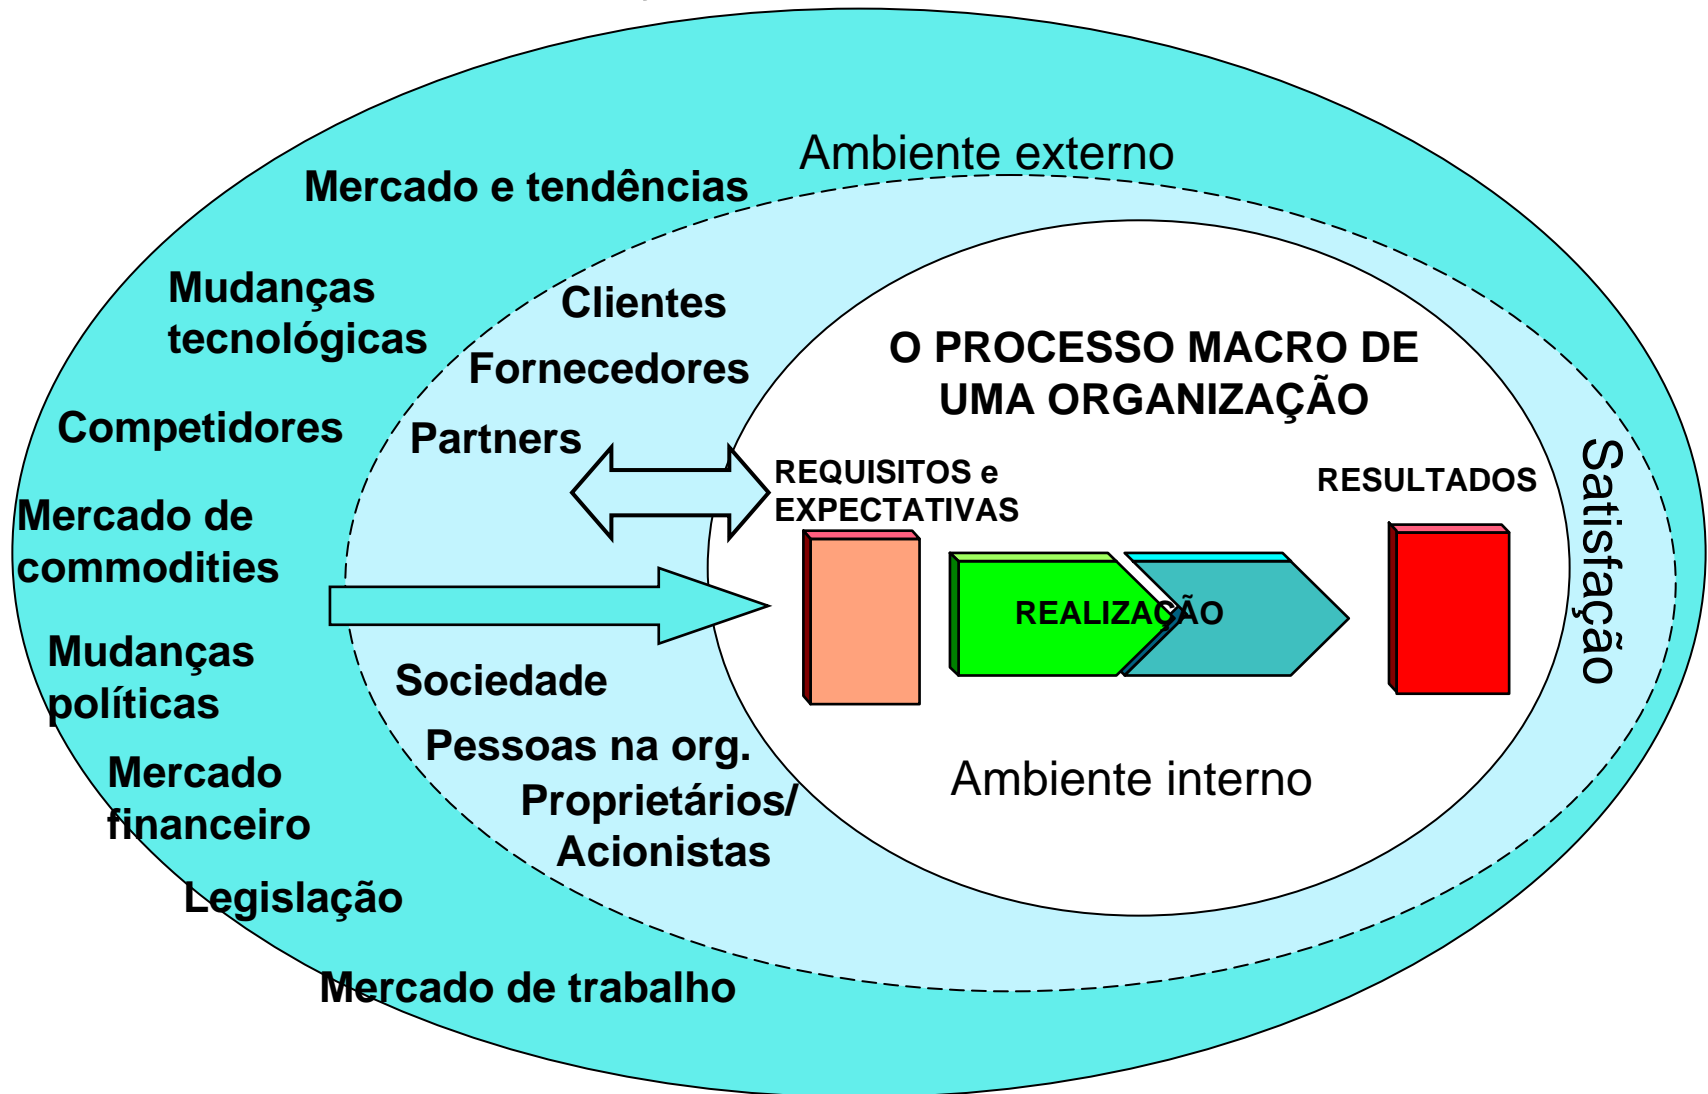 Ambiente externo
Mercado e tendências
Mudanças
tecnológicas
Competidores
Mercado de
commodities
Mudanças
políticas
Mercado
financeiro
Legislação
Mercado de trabalho
Clientes
Fornecedores
Partners
Sociedade
Pessoas na org.
Proprietários/
Acionistas
O PROCESSO MACRO DE
UMA ORGANIZAÇÃO
REQUISITOS e
EXPECTATIVAS
REALIZAÇÃO
RESULTADOS
Ambiente interno
Satisfação